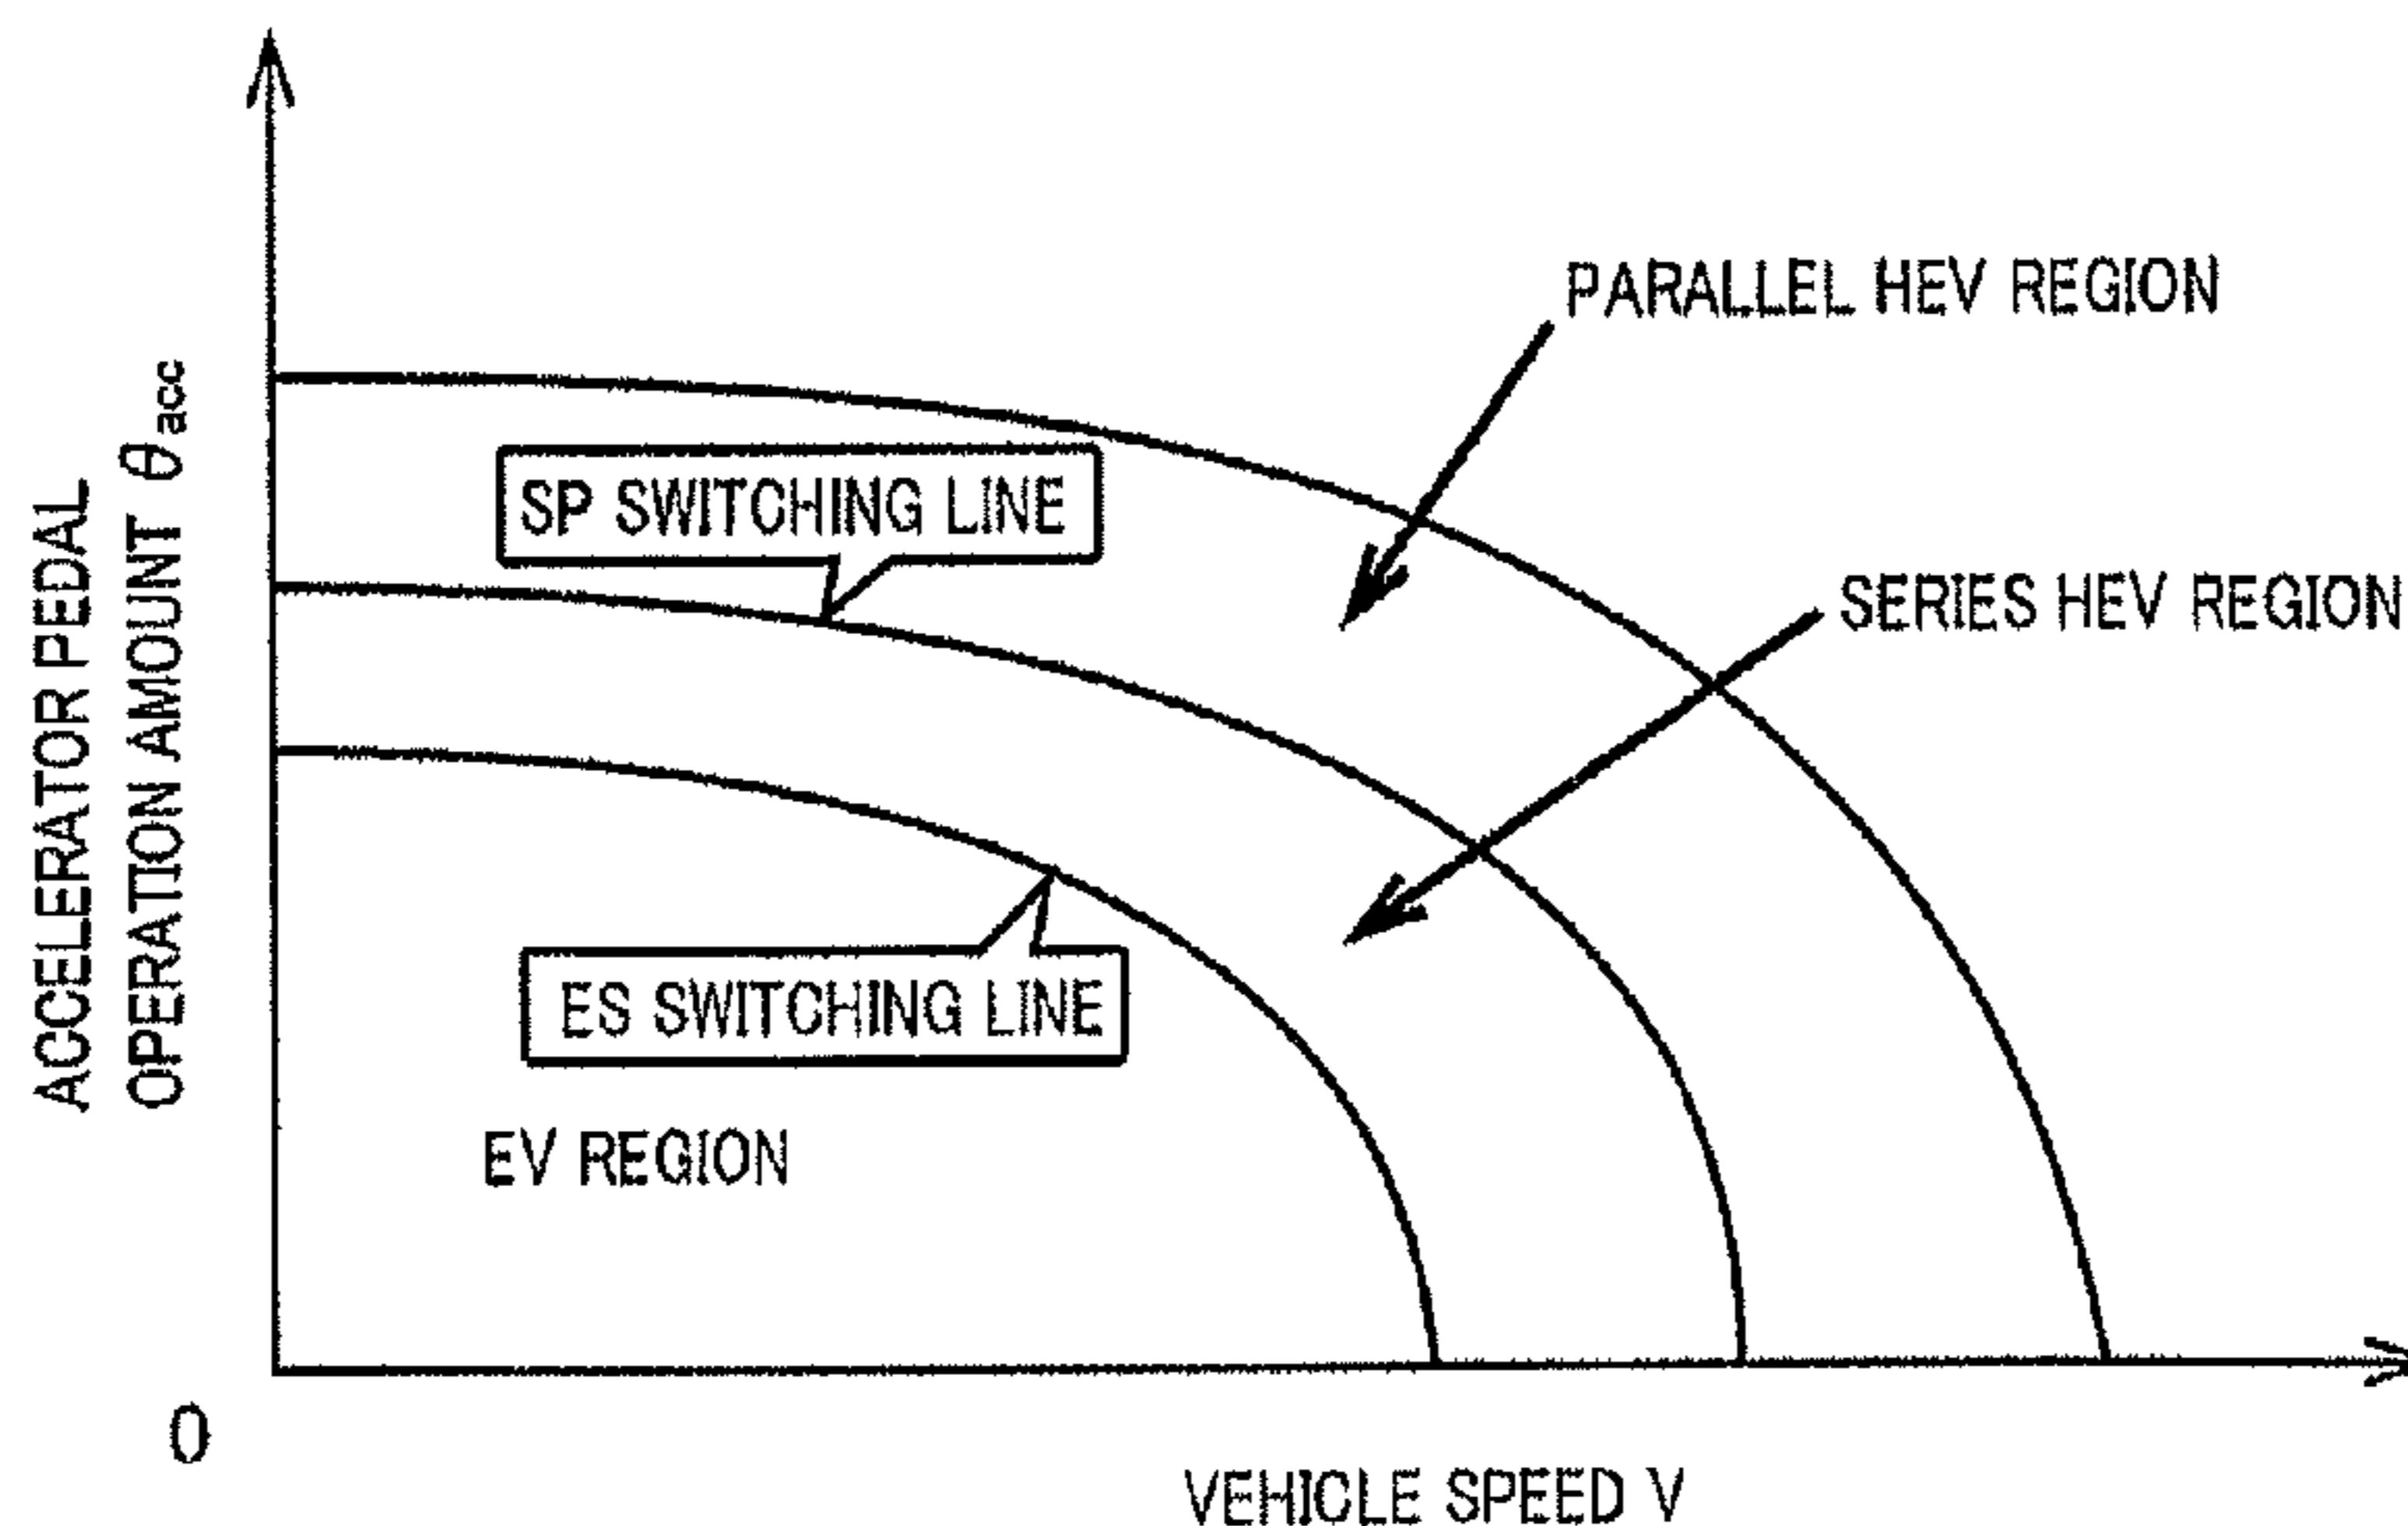 ACCELERATOR PEDAL
OPERATION AMOUNT θacc
PARALLEL HEV REGION
SP SWITCHING LINE
SERIES HEV REGION
ES SWITCHING LINE
EV REGION
0
VEHICLE SPEED V